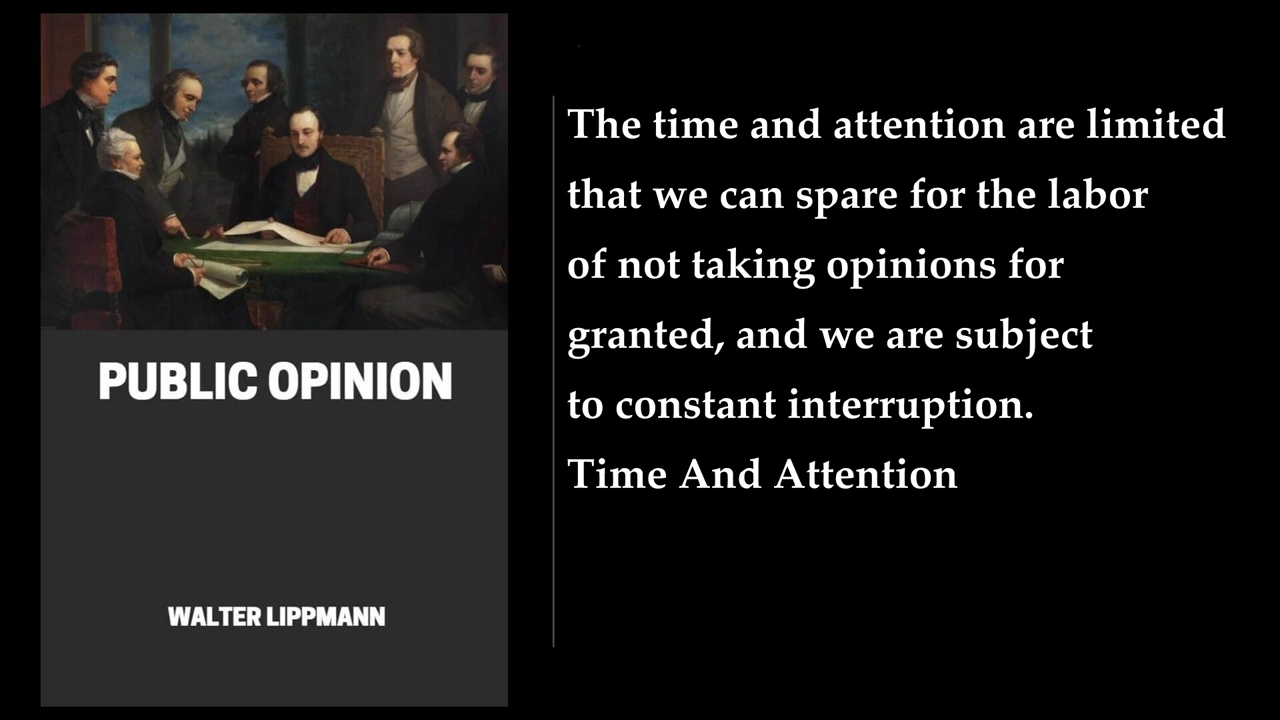 PUBLIC OPINION
WALTER LIPPMANN
The time and attention are limited
that we can spare for the labor
of not taking opinions for
granted, and we are subject
to constant interruption.
Time And Attention